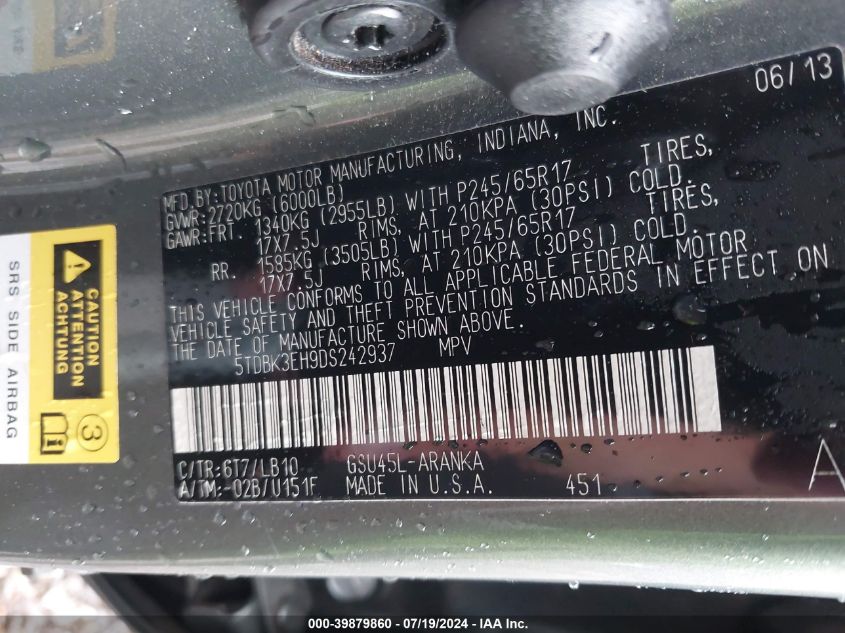 06/13
MFD.BY:TOYOTA MOTOR MANUFACTURING, INDIANA, INC.
GVWR:2720KG (6000LB)
GAWR:FRT 1340KG (2955LB) WITH P245/65R17 TIRES,
17X7.5J RIMS, AT 210KPA (30PSI) COLD.
RR. 1585KG (3505LB) WITH P245/65R17 TIRES,
17X7.5J RIMS, AT 210KPA (30PSI) COLD.
THIS VEHICLE CONFORMS TO ALL APPLICABLE FEDERAL MOTOR
VEHICLE SAFETY AND THEFT PREVENTION STANDARDS IN EFFECT ON
THE DATE OF MANUFACTURE SHOWN ABOVE.
5TDBK3EH9DS242937 MPV
C/TR:6T7/LB10 GSU45L-ARANKA
A/TM:-02B/U151F MADE IN U.S.A. 451 A
CAUTION
ATTENTION
ACHTUNG
SRS SIDE AIRBAG
3
000-39879860 - 07/19/2024 - IAA Inc.